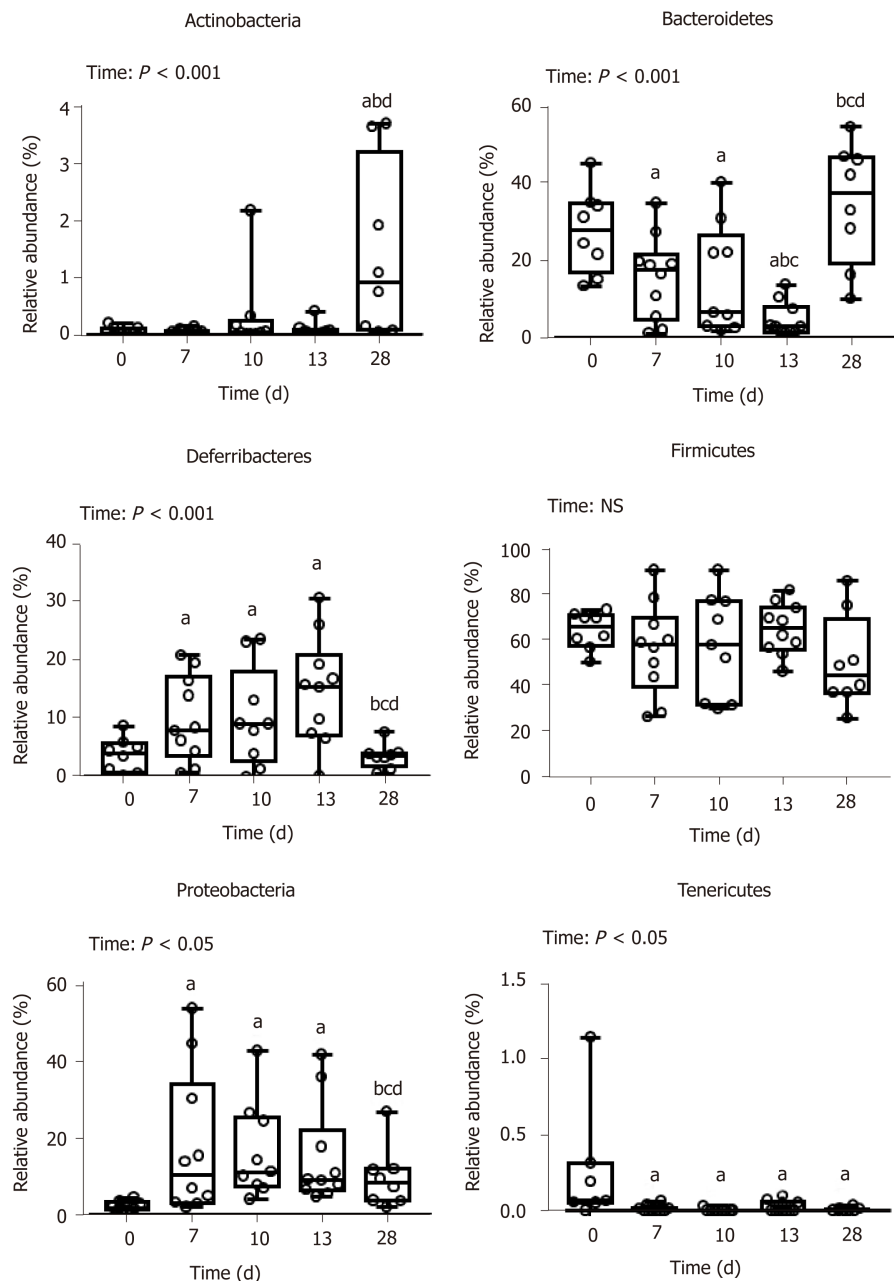 Actinobacteria
Time: P < 0.001
Relative abundance (%)
4
3
2
1
0
abd
0 7 10 13 28
Time (d)
Bacteroidetes
Time: P < 0.001
Relative abundance (%)
60
40
20
0
a a abc bcd
0 7 10 13 28
Time (d)
Deferribacteres
Time: P < 0.001
Relative abundance (%)
40
30
20
10
0
a a a bcd
0 7 10 13 28
Time (d)
Firmicutes
Time: NS
Relative abundance (%)
100
80
60
40
20
0
0 7 10 13 28
Time (d)
Proteobacteria
Time: P < 0.05
Relative abundance (%)
60
40
20
0
a a a bcd
0 7 10 13 28
Time (d)
Tenericutes
Time: P < 0.05
Relative abundance (%)
1.5
1.0
0.5
0.0
a a a a
0 7 10 13 28
Time (d)